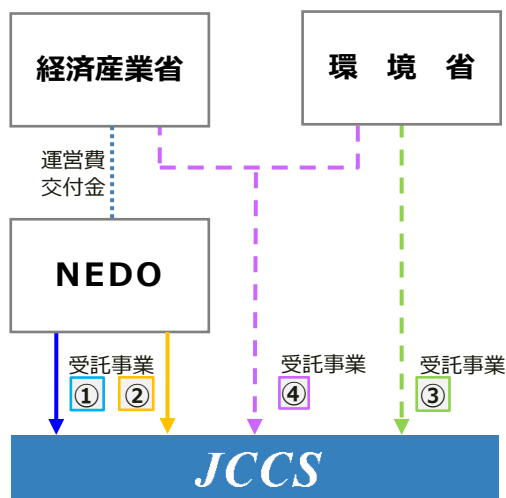 経済産業省
環 境 省
運営費
交付金
NEDO
受託事業
① ②
受託事業
④
受託事業
③
JCCS